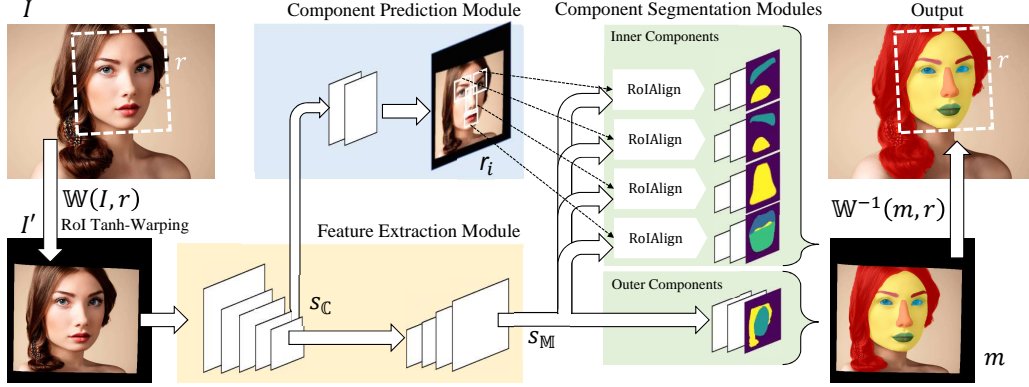 I
Component Prediction Module
Component Segmentation Modules
Output
r
Inner Components
r
RoIAlign
RoIAlign
r_i
RoIAlign
𝕎(I, r)
𝕎⁻¹(m, r)
I′
RoI Tanh-Warping
Feature Extraction Module
RoIAlign
Outer Components
s_ℂ
s_𝕄
m